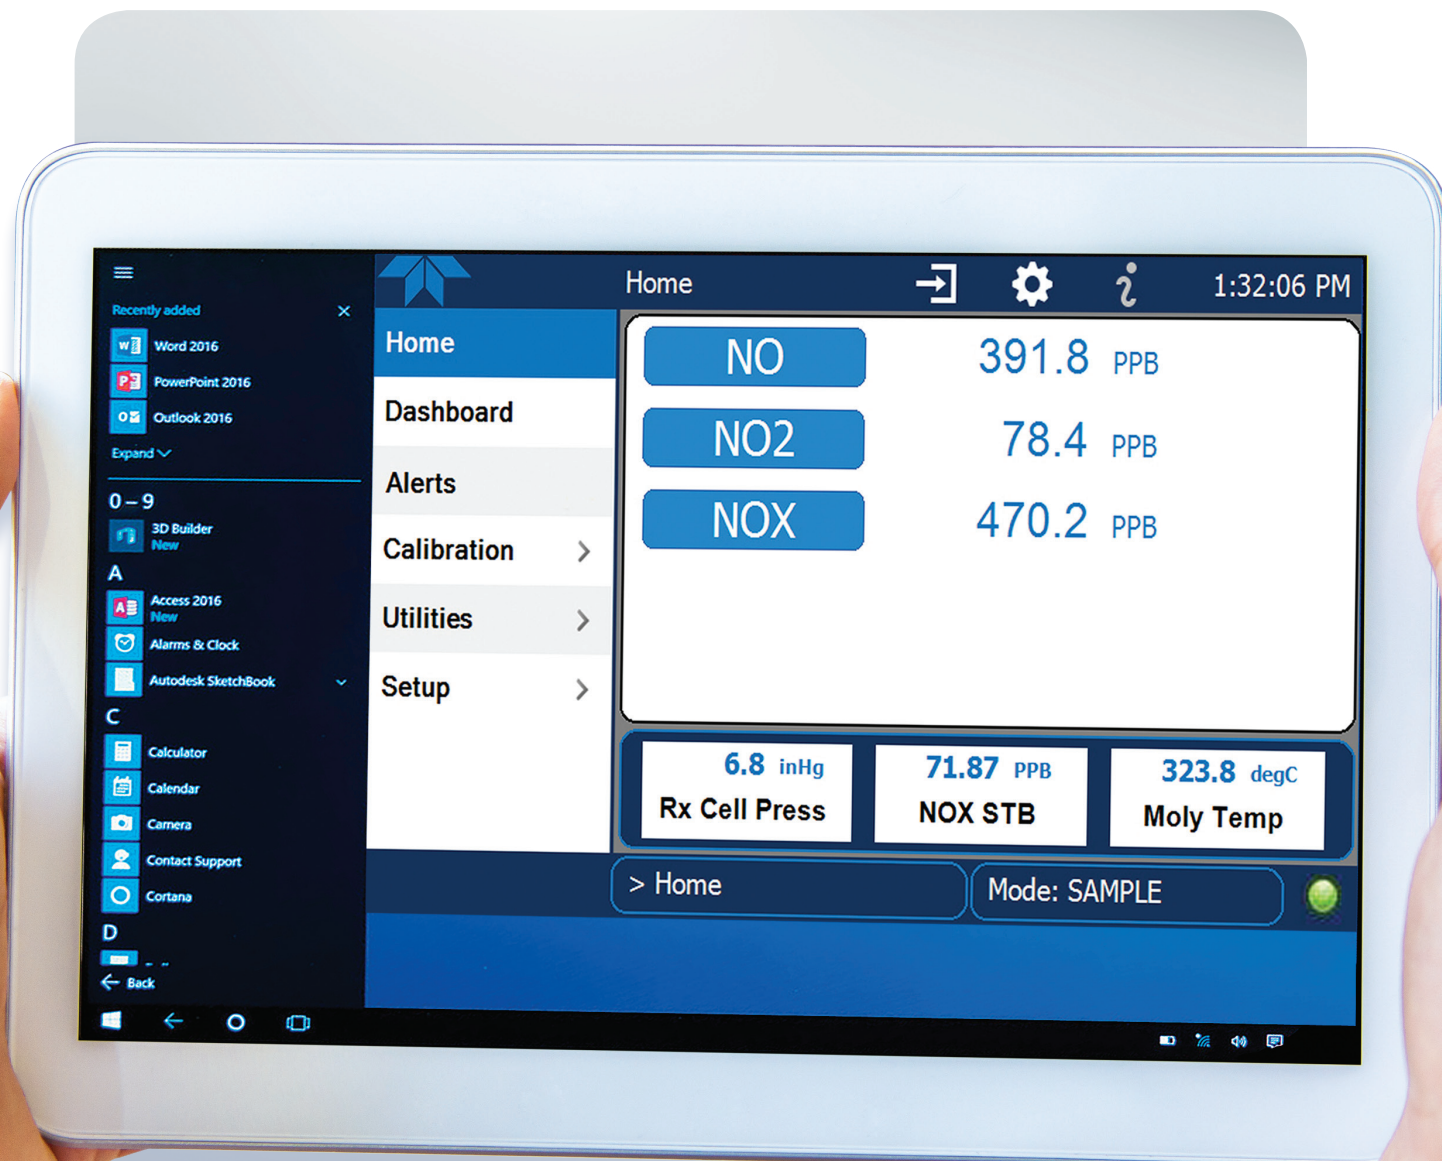 Recently added
Word 2016
PowerPoint 2016
Outlook 2016
Expand
0 – 9
3D Builder
New
A
Access 2016
New
Alarms & Clock
Autodesk SketchBook
C
Calculator
Calendar
Camera
Contact Support
Cortana
D
Back
Home
1:32:06 PM
Home
Dashboard
Alerts
Calibration
Utilities
Setup
NO 391.8 PPB
NO2 78.4 PPB
NOX 470.2 PPB
6.8 inHg
Rx Cell Press
71.87 PPB
NOX STB
323.8 degC
Moly Temp
> Home
Mode: SAMPLE